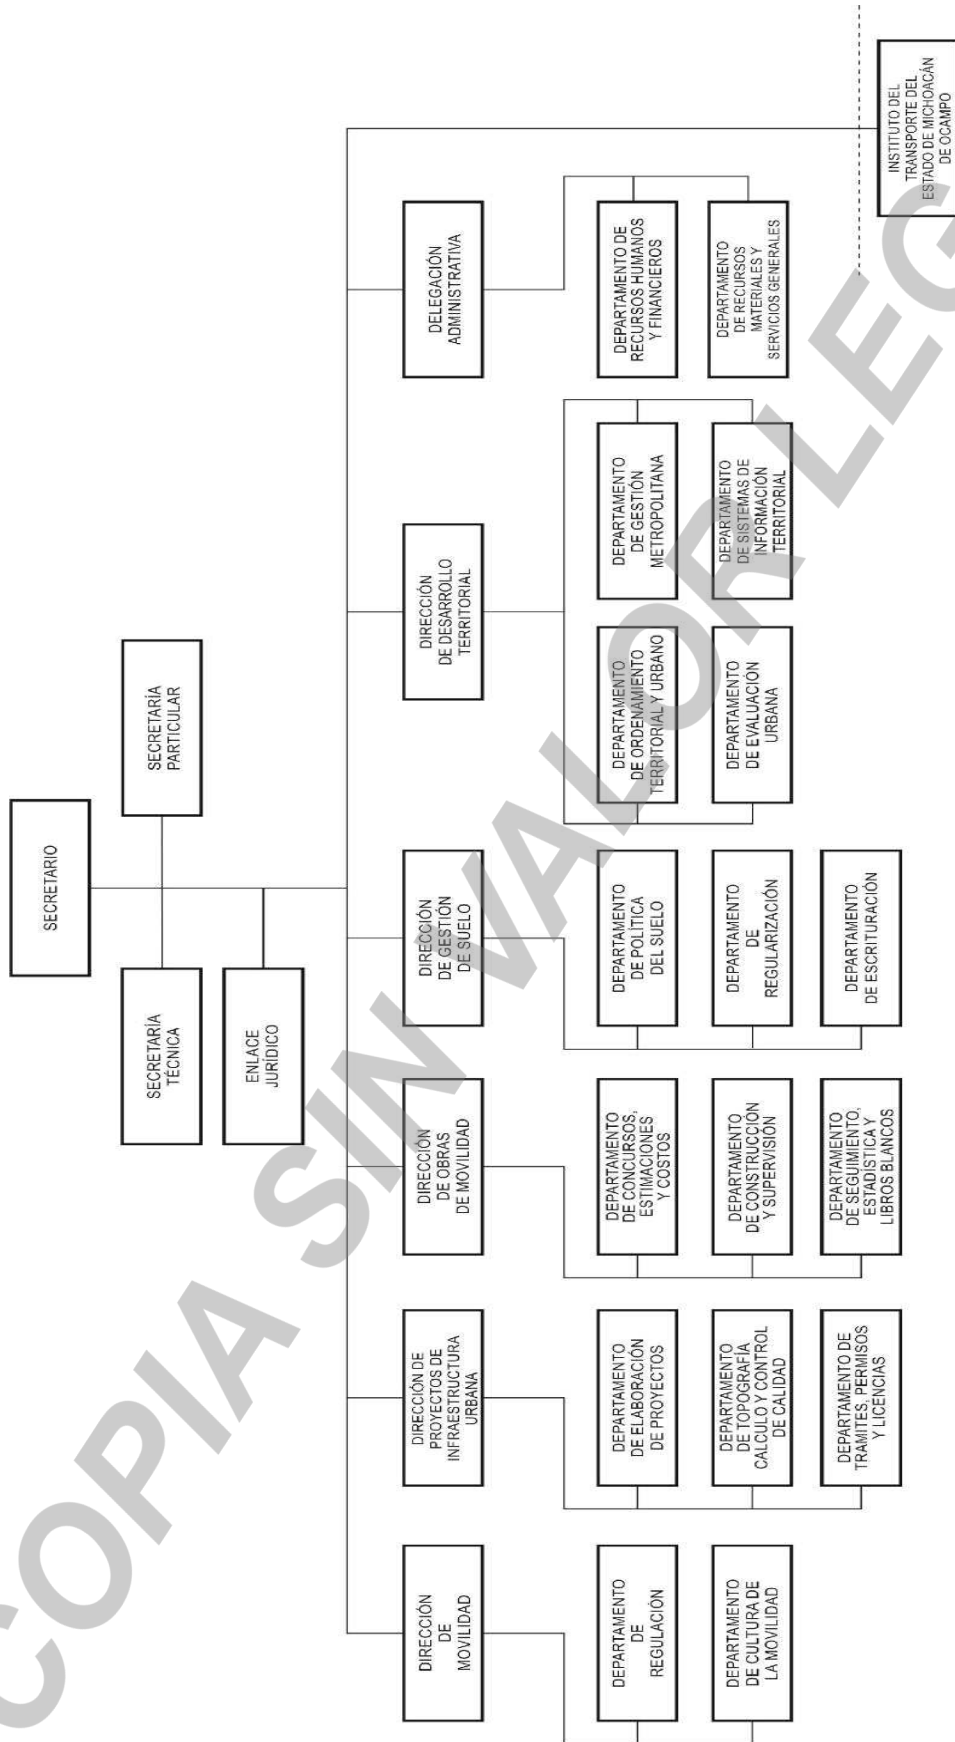 SECRETARIO
SECRETARÍA
TÉCNICA
SECRETARÍA
PARTICULAR
ENLACE
JURÍDICO
DIRECCIÓN
DE
MOVILIDAD
DIRECCIÓN DE
PROYECTOS DE
INFRAESTRUCTURA
URBANA
DIRECCIÓN
DE OBRAS
DE MOVILIDAD
DIRECCIÓN
DE GESTIÓN
DE SUELO
DIRECCIÓN
DE DESARROLLO
TERRITORIAL
DELEGACIÓN
ADMINISTRATIVA
DEPARTAMENTO
DE
REGULACIÓN
DEPARTAMENTO
DE CULTURA DE
LA MOVILIDAD
DEPARTAMENTO
DE ELABORACIÓN
DE PROYECTOS
DEPARTAMENTO
DE TOPOGRAFÍA
CALCULO Y CONTROL
DE CALIDAD
DEPARTAMENTO DE
TRAMITES, PERMISOS
Y LICENCIAS
DEPARTAMENTO
DE CONCURSOS,
ESTIMACIONES
Y COSTOS
DEPARTAMENTO
DE CONSTRUCCIÓN
Y SUPERVISIÓN
DEPARTAMENTO
DE SEGUIMIENTO,
ESTADÍSTICA Y
LIBROS BLANCOS
DEPARTAMENTO
DE POLÍTICA
DEL SUELO
DEPARTAMENTO
DE
REGULARIZACIÓN
DEPARTAMENTO
DE ESCRITURACIÓN
DEPARTAMENTO
DE ORDENAMIENTO
TERRITORIAL Y URBANO
DEPARTAMENTO
DE EVALUACIÓN
URBANA
DEPARTAMENTO
DE GESTIÓN
METROPOLITANA
DEPARTAMENTO
DE SISTEMAS DE
INFORMACIÓN
TERRITORIAL
DEPARTAMENTO DE
RECURSOS HUMANOS
Y FINANCIEROS
DEPARTAMENTO
DE RECURSOS
MATERIALES Y
SERVICIOS GENERALES
INSTITUTO DEL
TRANSPORTE DEL
ESTADO DE MICHOACÁN
DE OCAMPO
COPIA SIN VALOR LEG